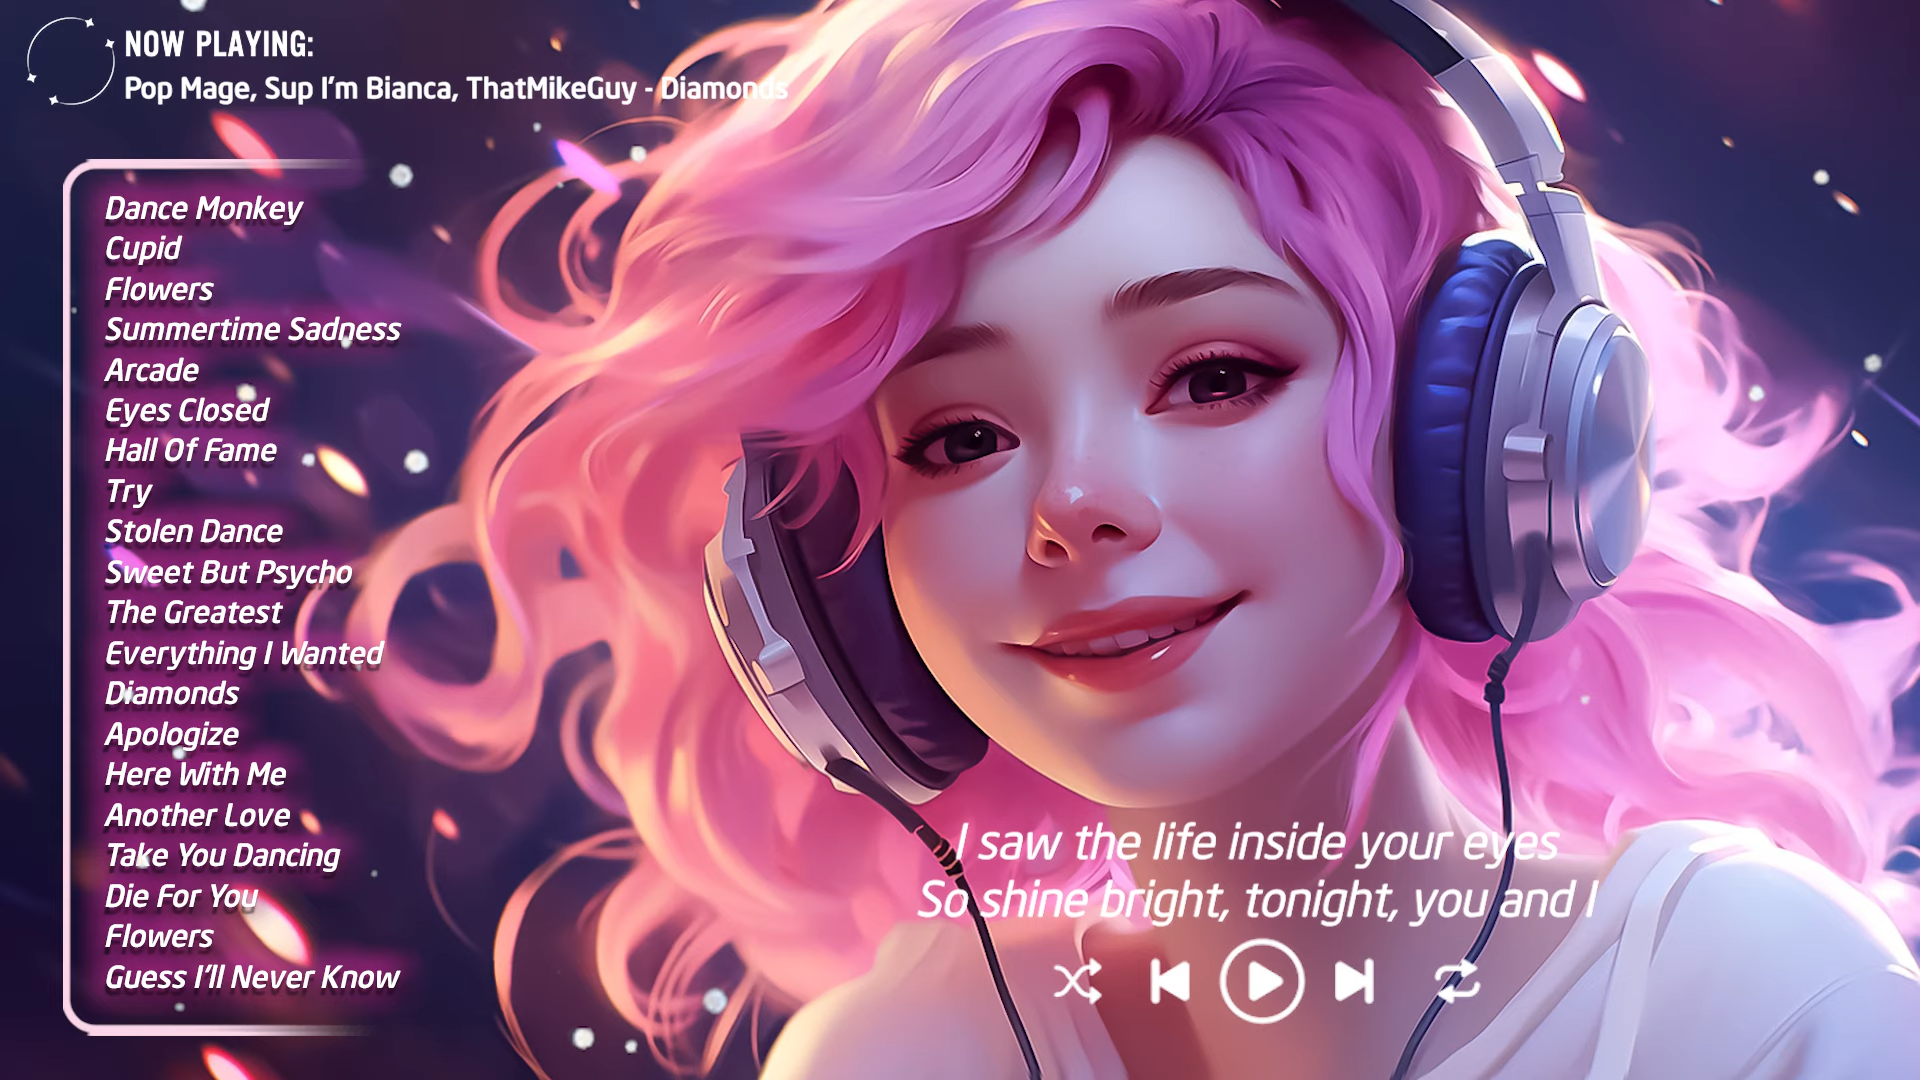 NOW PLAYING:
Pop Mage, Sup I'm Bianca, ThatMikeGuy - Diamonds
Dance Monkey
Cupid
Flowers
Summertime Sadness
Arcade
Eyes Closed
Hall Of Fame
Try
Stolen Dance
Sweet But Psycho
The Greatest
Everything I Wanted
Diamonds
Apologize
Here With Me
Another Love
Take You Dancing
Die For You
Flowers
Guess I'll Never Know
I saw the life inside your eyes
So shine bright, tonight, you and I